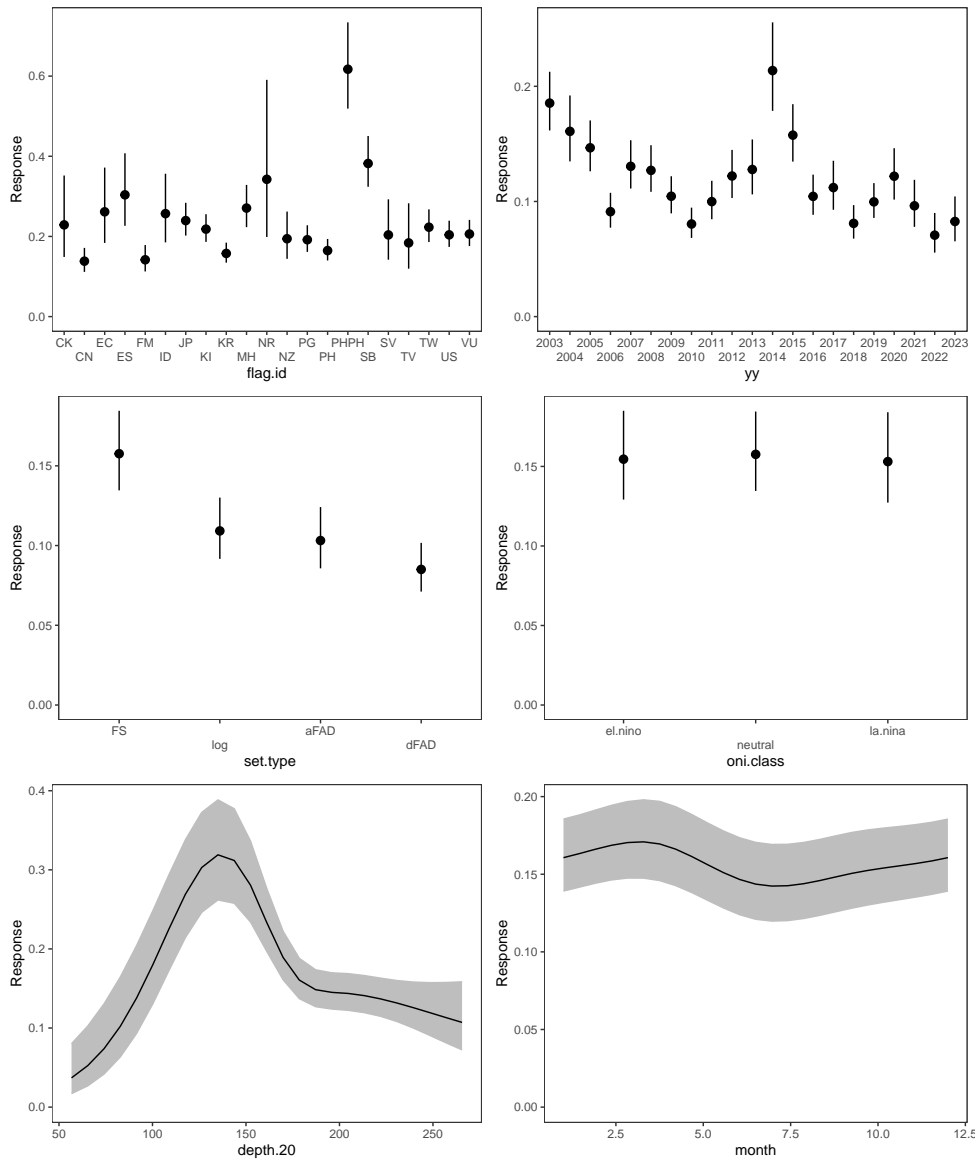 0.6
0.4
0.2
0.0
Response
CK EC FM JP KR NR PG PHPH SV TW VU
CN ES ID KI MH NZ PH SB TV US
flag.id
0.2
0.1
0.0
Response
2003 2005 2007 2009 2011 2013 2015 2017 2019 2021 2023
2004 2006 2008 2010 2012 2014 2016 2018 2020 2022
yy
0.15
0.10
0.05
0.00
Response
FS aFAD
log dFAD
set.type
0.15
0.10
0.05
0.00
Response
el.nino la.nina
neutral
oni.class
0.4
0.3
0.2
0.1
0.0
Response
50 100 150 200 250
depth.20
0.20
0.15
0.10
0.05
0.00
Response
2.5 5.0 7.5 10.0 12.5
month